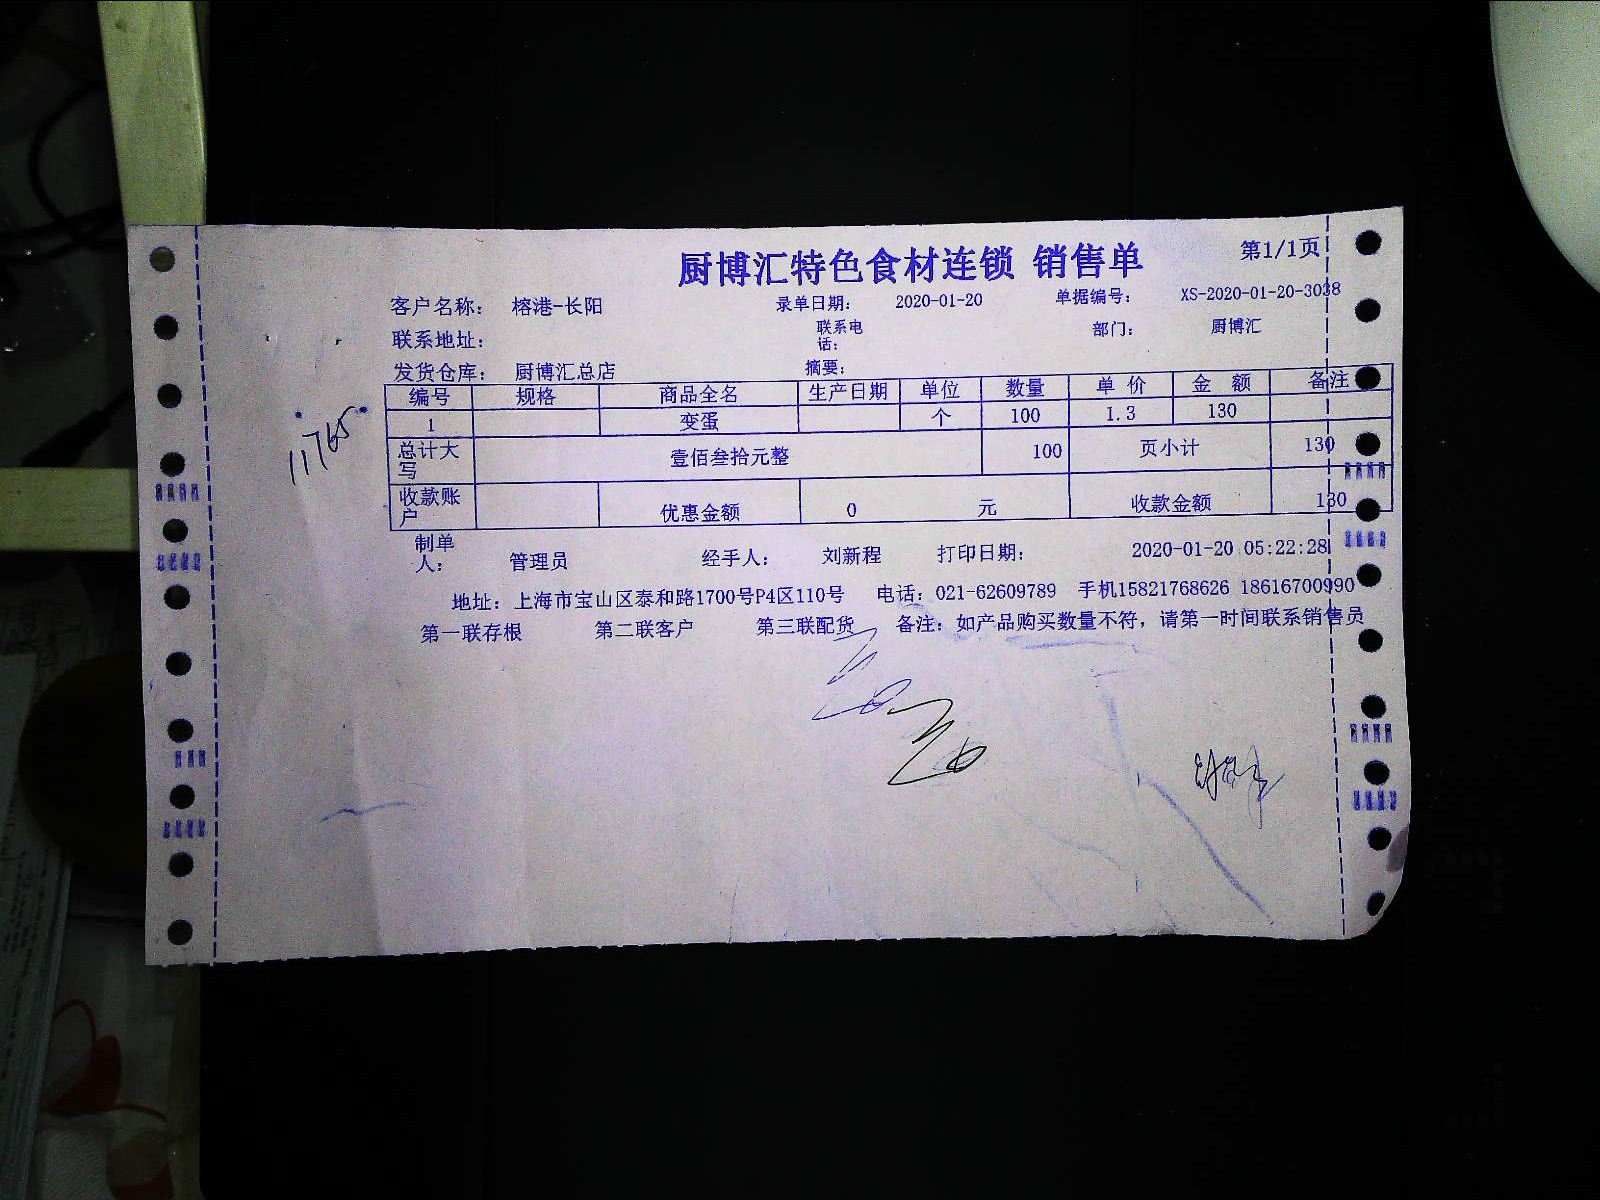 厨博汇特色食材连锁 销售单 第1/1页
客户名称： 榕港-长阳 录单日期： 2020-01-20 单据编号： XS-2020-01-20-3038
联系地址： 联系电话： 部门： 厨博汇
发货仓库： 厨博汇总店 摘要：
编号 规格 商品全名 生产日期 单位 数量 单 价 金 额 备注
1 变蛋 个 100 1.3 130
总计大写 壹佰叁拾元整 100 页小计 130
收款账户 优惠金额 0 元 收款金额 130
制单人： 管理员 经手人： 刘新程 打印日期： 2020-01-20 05:22:28
地址：上海市宝山区泰和路1700号P4区110号 电话：021-62609789 手机15821768626 18616700990
第一联存根 第二联客户 第三联配货 备注：如产品购买数量不符，请第一时间联系销售员
11765